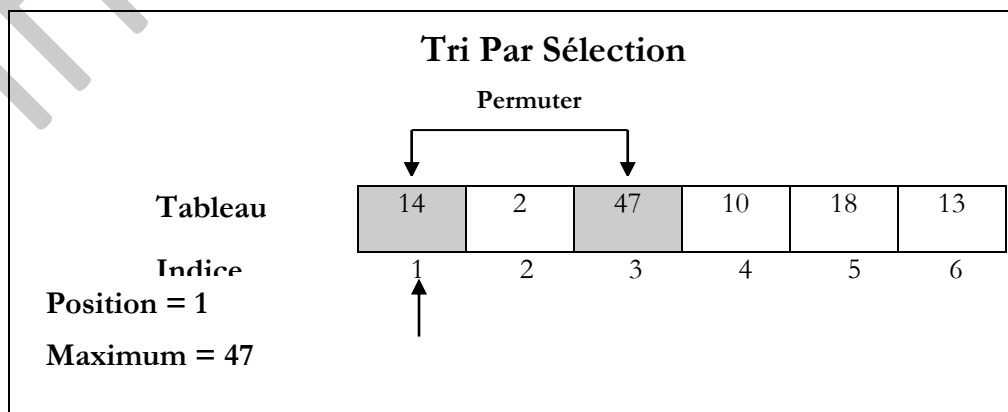 Tri Par Sélection
Permuter
Tableau 14 2 47 10 18 13
Indice 1 2 3 4 5 6
Position = 1
Maximum = 47